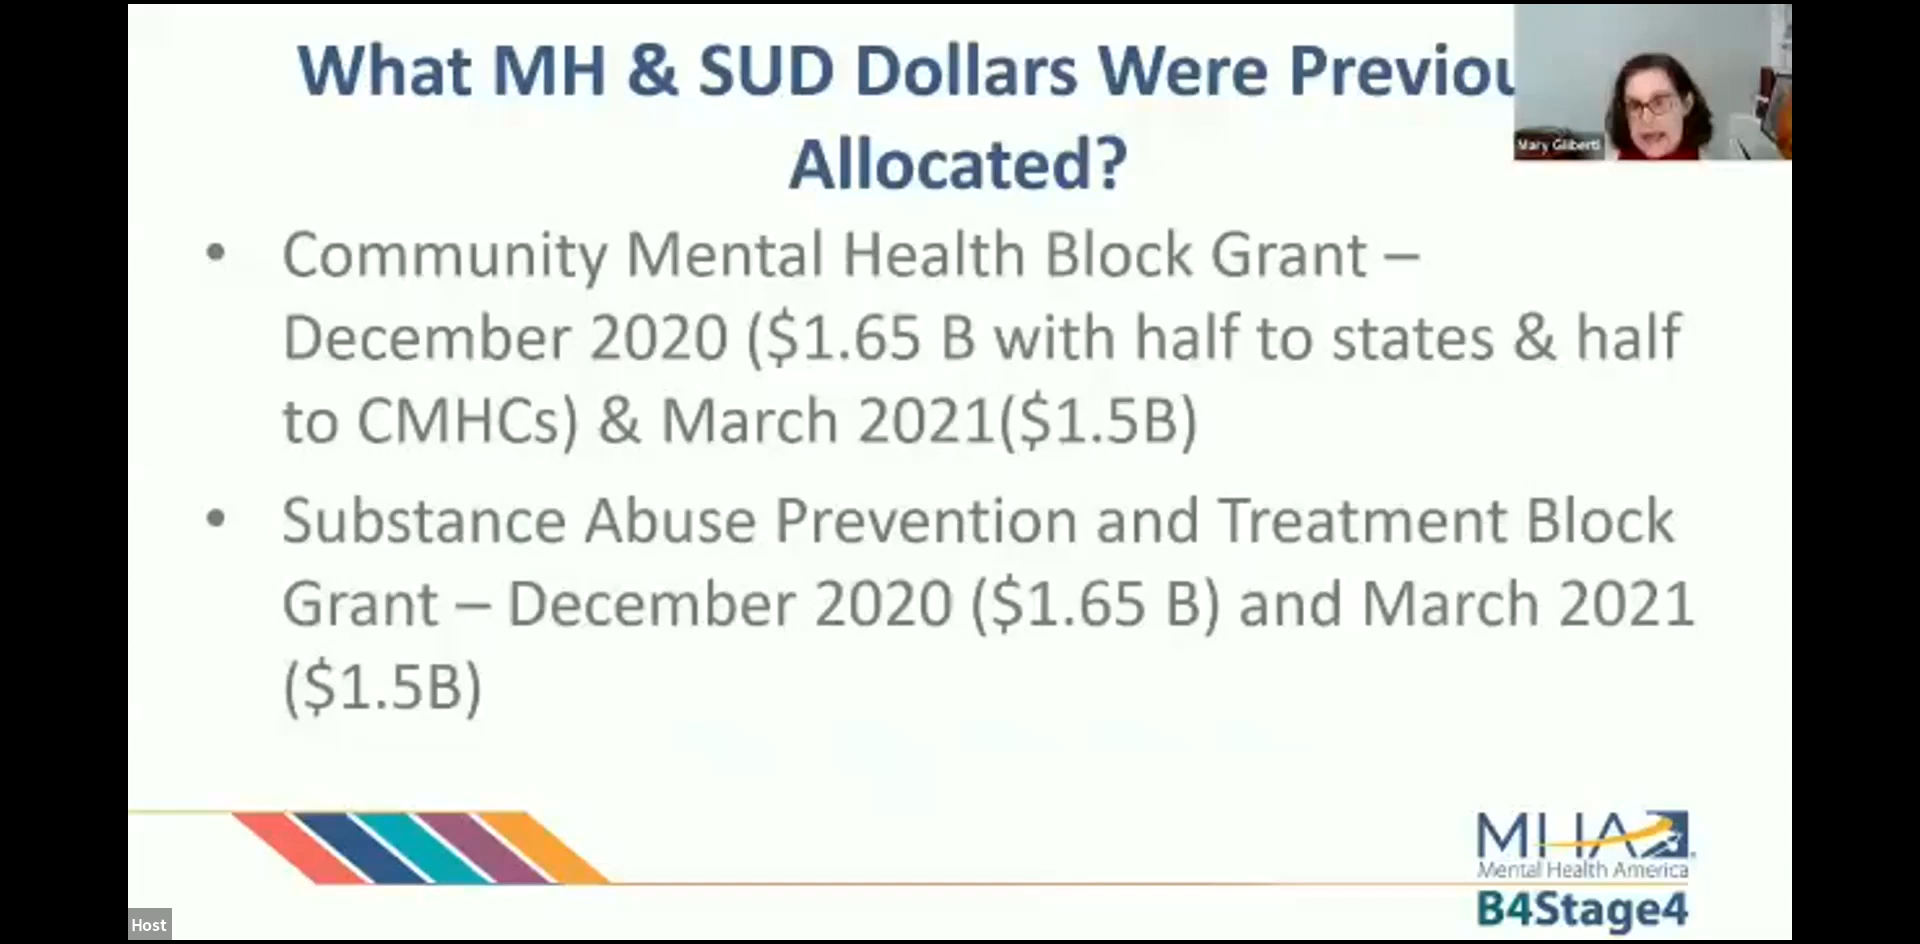 What MH & SUD Dollars Were Previou
Allocated?
Mary Giliberti
• Community Mental Health Block Grant –
December 2020 ($1.65 B with half to states & half
to CMHCs) & March 2021($1.5B)
• Substance Abuse Prevention and Treatment Block
Grant – December 2020 ($1.65 B) and March 2021
($1.5B)
MHA
Mental Health America
B4Stage4
Host